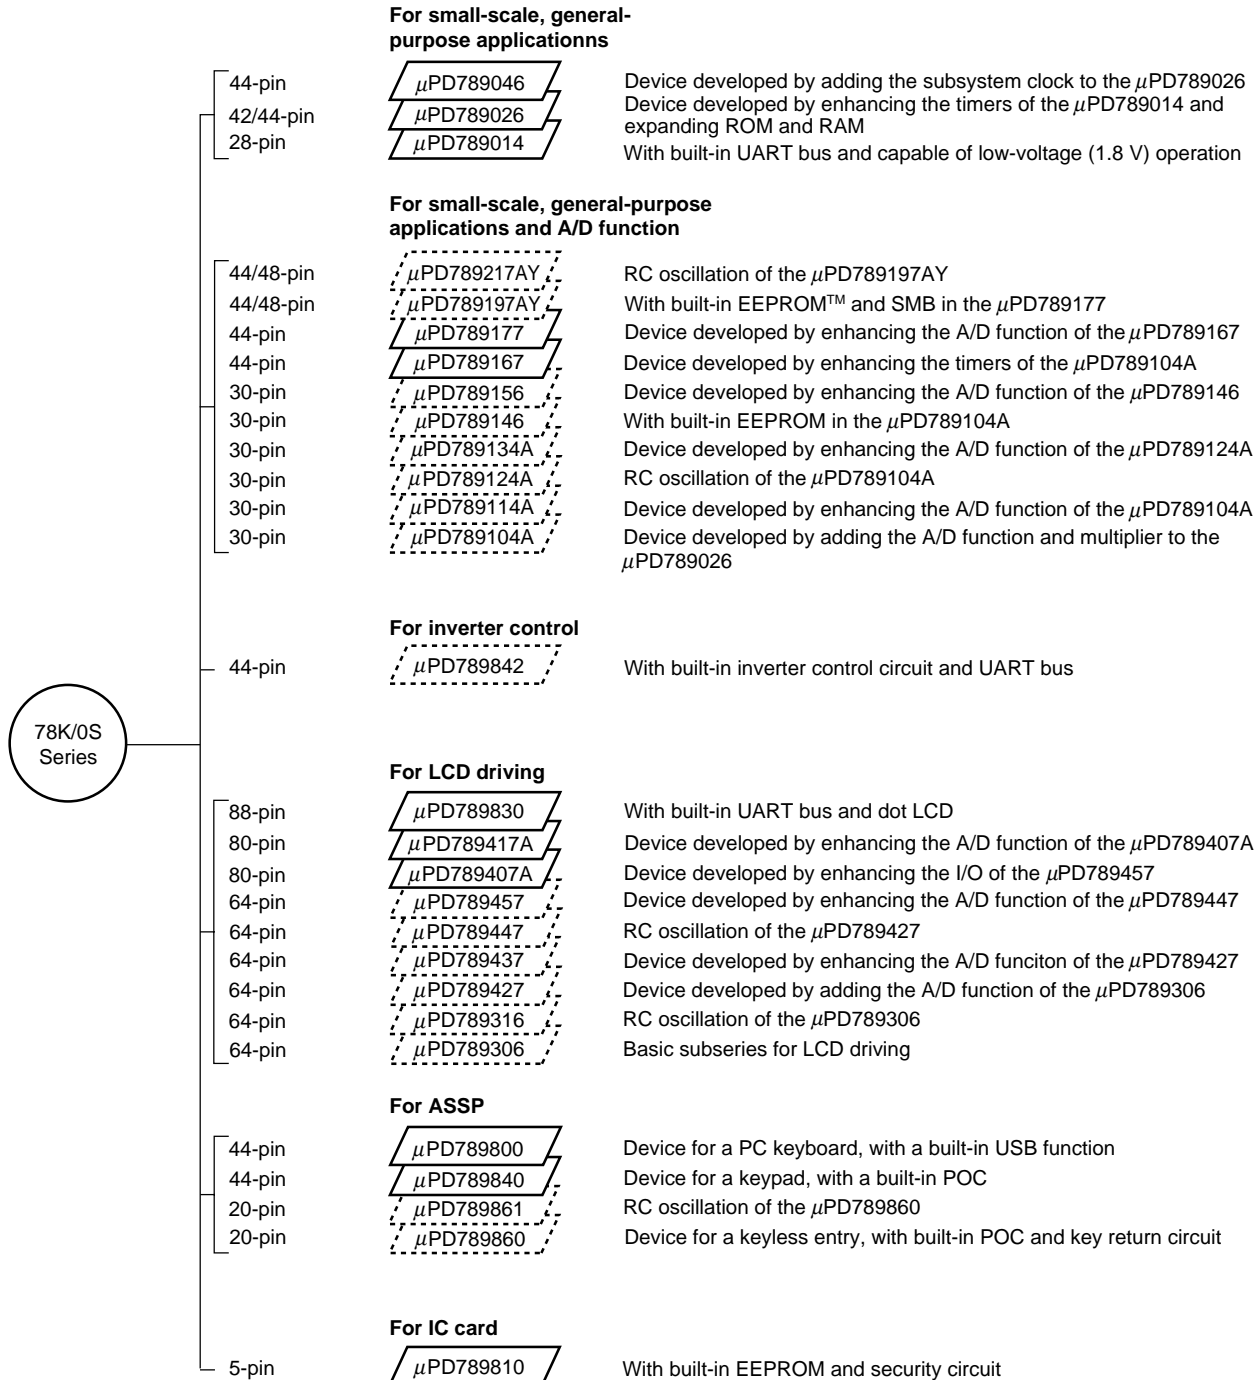 For small-scale, general-
purpose applicationns
44-pin μPD789046 Device developed by adding the subsystem clock to the μPD789026
42/44-pin μPD789026 Device developed by enhancing the timers of the μPD789014 and
expanding ROM and RAM
28-pin μPD789014 With built-in UART bus and capable of low-voltage (1.8 V) operation
For small-scale, general-purpose
applications and A/D function
44/48-pin μPD789217AY RC oscillation of the μPD789197AY
44/48-pin μPD789197AY With built-in EEPROM™ and SMB in the μPD789177
44-pin μPD789177 Device developed by enhancing the A/D function of the μPD789167
44-pin μPD789167 Device developed by enhancing the timers of the μPD789104A
30-pin μPD789156 Device developed by enhancing the A/D function of the μPD789146
30-pin μPD789146 With built-in EEPROM in the μPD789104A
30-pin μPD789134A Device developed by enhancing the A/D function of the μPD789124A
30-pin μPD789124A RC oscillation of the μPD789104A
30-pin μPD789114A Device developed by enhancing the A/D function of the μPD789104A
30-pin μPD789104A Device developed by adding the A/D function and multiplier to the
μPD789026
For inverter control
44-pin μPD789842 With built-in inverter control circuit and UART bus
78K/0S
Series
For LCD driving
88-pin μPD789830 With built-in UART bus and dot LCD
80-pin μPD789417A Device developed by enhancing the A/D function of the μPD789407A
80-pin μPD789407A Device developed by enhancing the I/O of the μPD789457
64-pin μPD789457 Device developed by enhancing the A/D function of the μPD789447
64-pin μPD789447 RC oscillation of the μPD789427
64-pin μPD789437 Device developed by enhancing the A/D funciton of the μPD789427
64-pin μPD789427 Device developed by adding the A/D function of the μPD789306
64-pin μPD789316 RC oscillation of the μPD789306
64-pin μPD789306 Basic subseries for LCD driving
For ASSP
44-pin μPD789800 Device for a PC keyboard, with a built-in USB function
44-pin μPD789840 Device for a keypad, with a built-in POC
20-pin μPD789861 RC oscillation of the μPD789860
20-pin μPD789860 Device for a keyless entry, with built-in POC and key return circuit
For IC card
5-pin μPD789810 With built-in EEPROM and security circuit